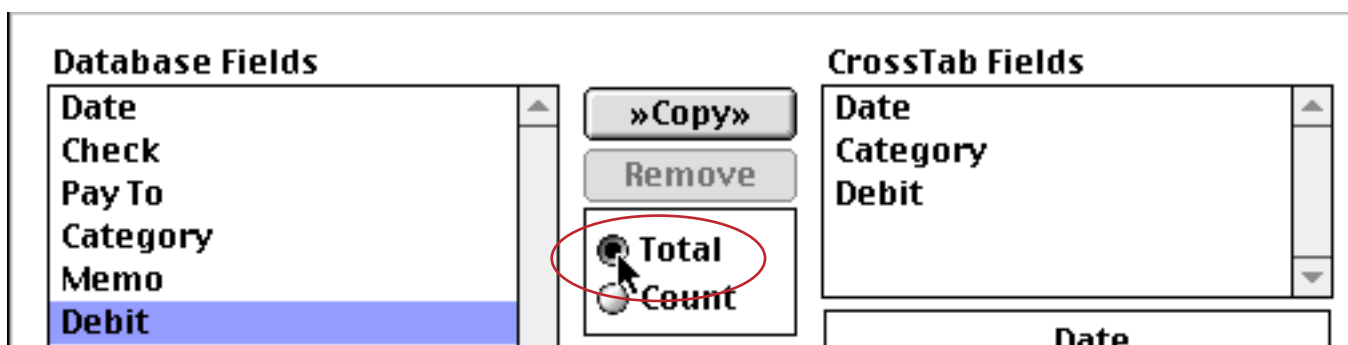 Database Fields
Date
Check
Pay To
Category
Memo
Debit
»Copy»
Remove
Total
Count
CrossTab Fields
Date
Category
Debit
Date